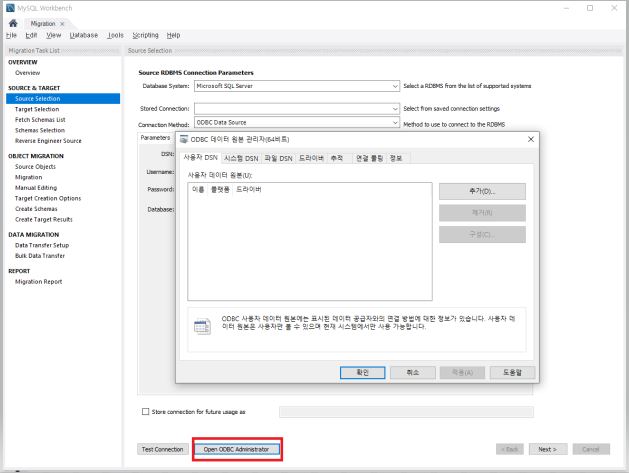 MySQL Workbench
Migration
File Edit View Database Tools Scripting Help
Migration Task List
OVERVIEW
Overview
SOURCE & TARGET
Source Selection
Target Selection
Fetch Schemas List
Schemas Selection
Reverse Engineer Source
OBJECT MIGRATION
Source Objects
Migration
Manual Editing
Target Creation Options
Create Schemas
Create Target Results
DATA MIGRATION
Data Transfer Setup
Bulk Data Transfer
REPORT
Migration Report
Source Selection
Source RDBMS Connection Parameters
Database System: Microsoft SQL Server Select a RDBMS from the list of supported systems
Stored Connection: Select from saved connection settings
Connection Method: ODBC Data Source Method to use to connect to the RDBMS
Parameters
DSN:
Username:
Password:
Database:
ODBC 데이터 원본 관리자(64비트)
사용자 DSN 시스템 DSN 파일 DSN 드라이버 추적 연결 풀링 정보
사용자 데이터 원본(U):
이름 플랫폼 드라이버
추가(D)...
제거(R)
구성(C)...
ODBC 사용자 데이터 원본에는 표시된 데이터 공급자와의 연결 방법에 대한 정보가 있습니다. 사용자 데
이터 원본은 사용자만 볼 수 있으며 현재 시스템에서만 사용 가능합니다.
확인 취소 적용(A) 도움말
Store connection for future usage as
Test Connection Open ODBC Administrator < Back Next > Cancel